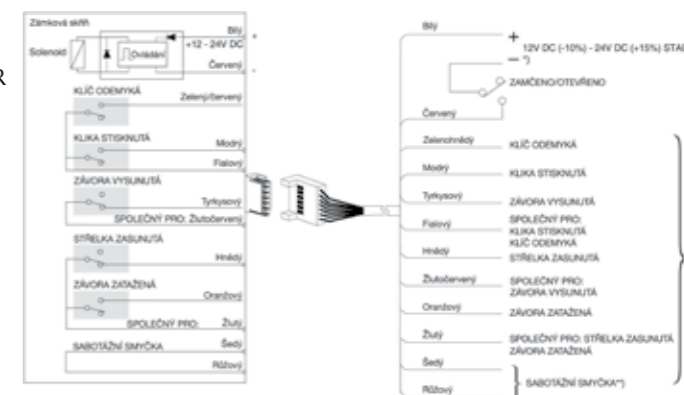 R
Zámková skříň
Bílý
+
+12 - 24V DC
Solenoid
Ovládání
Červený
-
KLÍČ ODEMYKÁ
Zelený/červený
KLIKA STISKNUTÁ
Modrý
Fialový
ZÁVORA VYSUNUTÁ
Tyrkysový
SPOLEČNÝ PRO: Žlutočervený
STŘELKA ZASUNUTÁ
Hnědý
ZÁVORA ZATAŽENÁ
Oranžový
SPOLEČNÝ PRO: Žlutý
SABOTÁŽNÍ SMYČKA
Šedý
Růžový
Bílý
+
12V DC (-10%) - 24V DC (+15%) STAB
— *)
ZAMČENO/OTEVŘENO
Červený
Zelenohnědý
KLÍČ ODEMYKÁ
Modrý
KLIKA STISKNUTÁ
Tyrkysový
ZÁVORA VYSUNUTÁ
Fialový
SPOLEČNÝ PRO:
KLIKA STISKNUTÁ
KLÍČ ODEMYKÁ
Hnědý
STŘELKA ZASUNUTÁ
Žlutočervený
SPOLEČNÝ PRO:
ZÁVORA VYSUNUTÁ
Oranžový
ZÁVORA ZATAŽENÁ
Žlutý
SPOLEČNÝ PRO: STŘELKA ZASUNUTÁ
ZÁVORA ZATAŽENÁ
Šedý
SABOTÁŽNÍ SMYČKA**)
Růžový